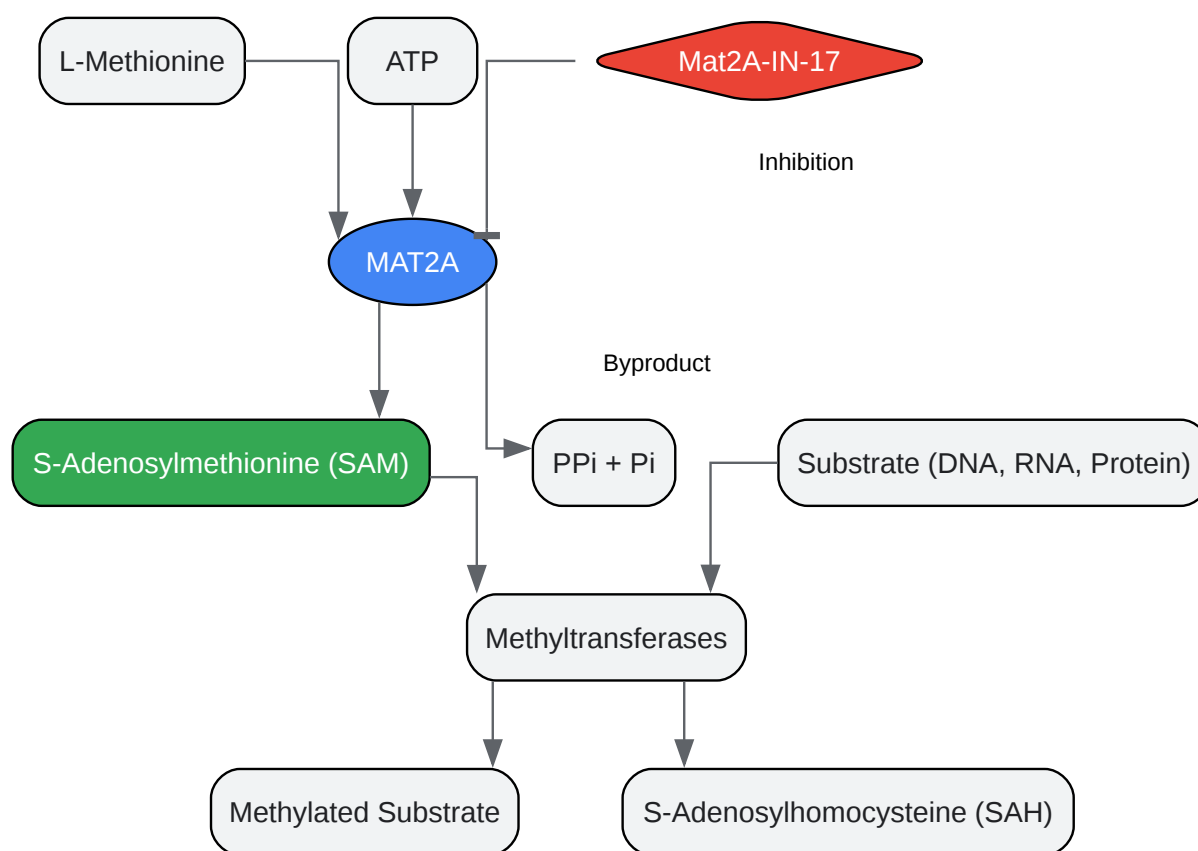 L-Methionine
ATP
Mat2A-IN-17
Inhibition
MAT2A
Byproduct
S-Adenosylmethionine (SAM)
PPi + Pi
Substrate (DNA, RNA, Protein)
Methyltransferases
Methylated Substrate
S-Adenosylhomocysteine (SAH)